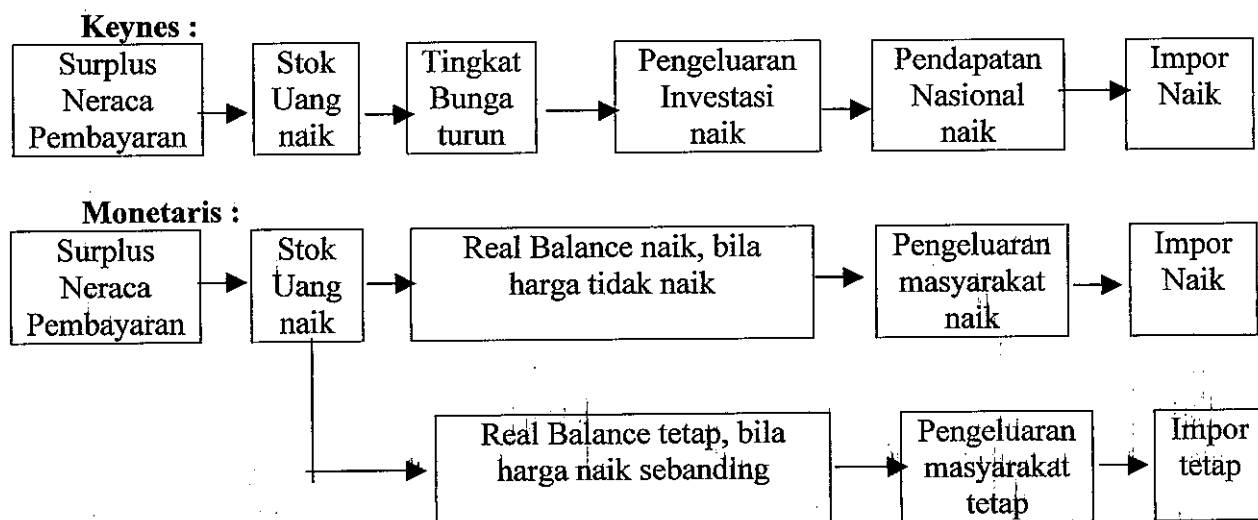 Keynes :
Surplus
Neraca
Pembayaran
Stok
Uang
naik
Tingkat
Bunga
turun
Pengeluaran
Investasi
naik
Pendapatan
Nasional
naik
Impor
Naik
Monetaris :
Surplus
Neraca
Pembayaran
Stok
Uang
naik
Real Balance naik, bila
harga tidak naik
Pengeluaran
masyarakat
naik
Impor
Naik
Real Balance tetap, bila
harga naik sebanding
Pengeluaran
masyarakat
tetap
Impor
tetap